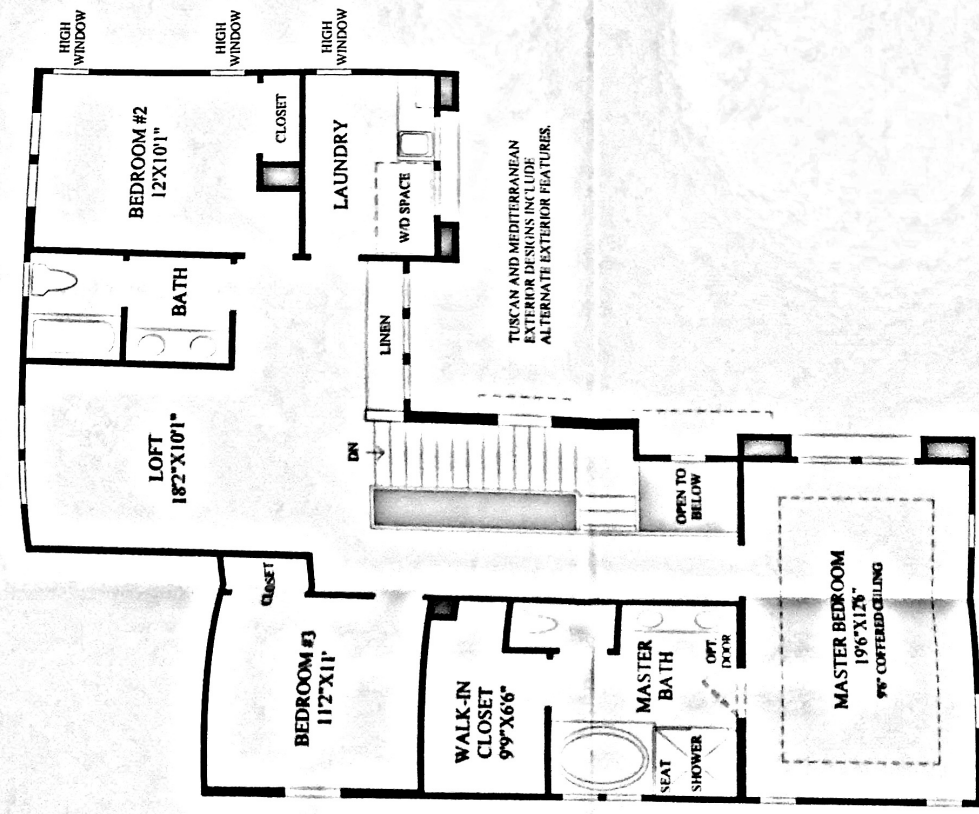 HIGH
WINDOW
HIGH
WINDOW
HIGH
WINDOW
BEDROOM #2
12'X10'1"
CLOSET
LAUNDRY
W/D SPACE
BATH
LINEN
LOFT
18'2"X10'1"
DN
TUSCAN AND MEDITERRANEAN
EXTERIOR DESIGNS INCLUDE
ALTERNATE EXTERIOR FEATURES.
CLOSET
BEDROOM #3
11'2"X11'
OPEN TO
BELOW
WALK-IN
CLOSET
9'9"X6'6"
MASTER
BATH
OPT.
DOOR
SEAT
SHOWER
MASTER BEDROOM
19'6"X12'6"
9'6" COFFERED CEILING